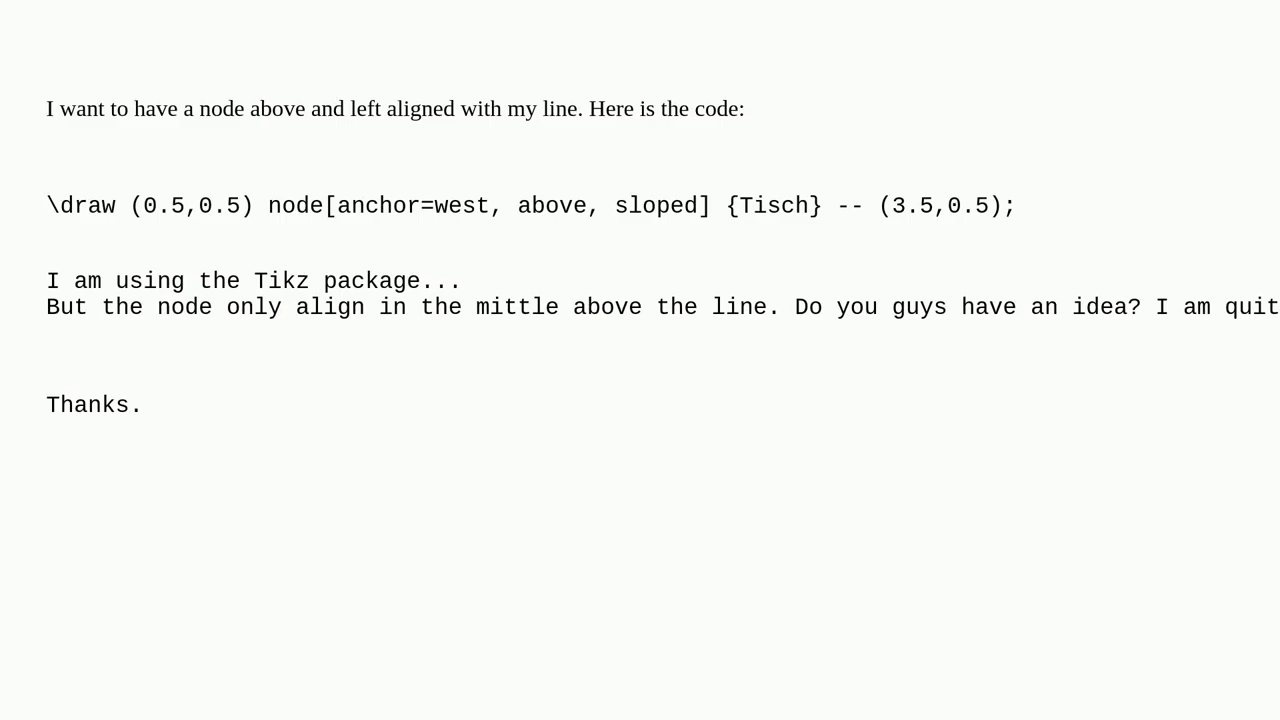 I want to have a node above and left aligned with my line. Here is the code:
\draw (0.5,0.5) node[anchor=west, above, sloped] {Tisch} -- (3.5,0.5);
I am using the Tikz package...
But the node only align in the mittle above the line. Do you guys have an idea? I am quit
Thanks.